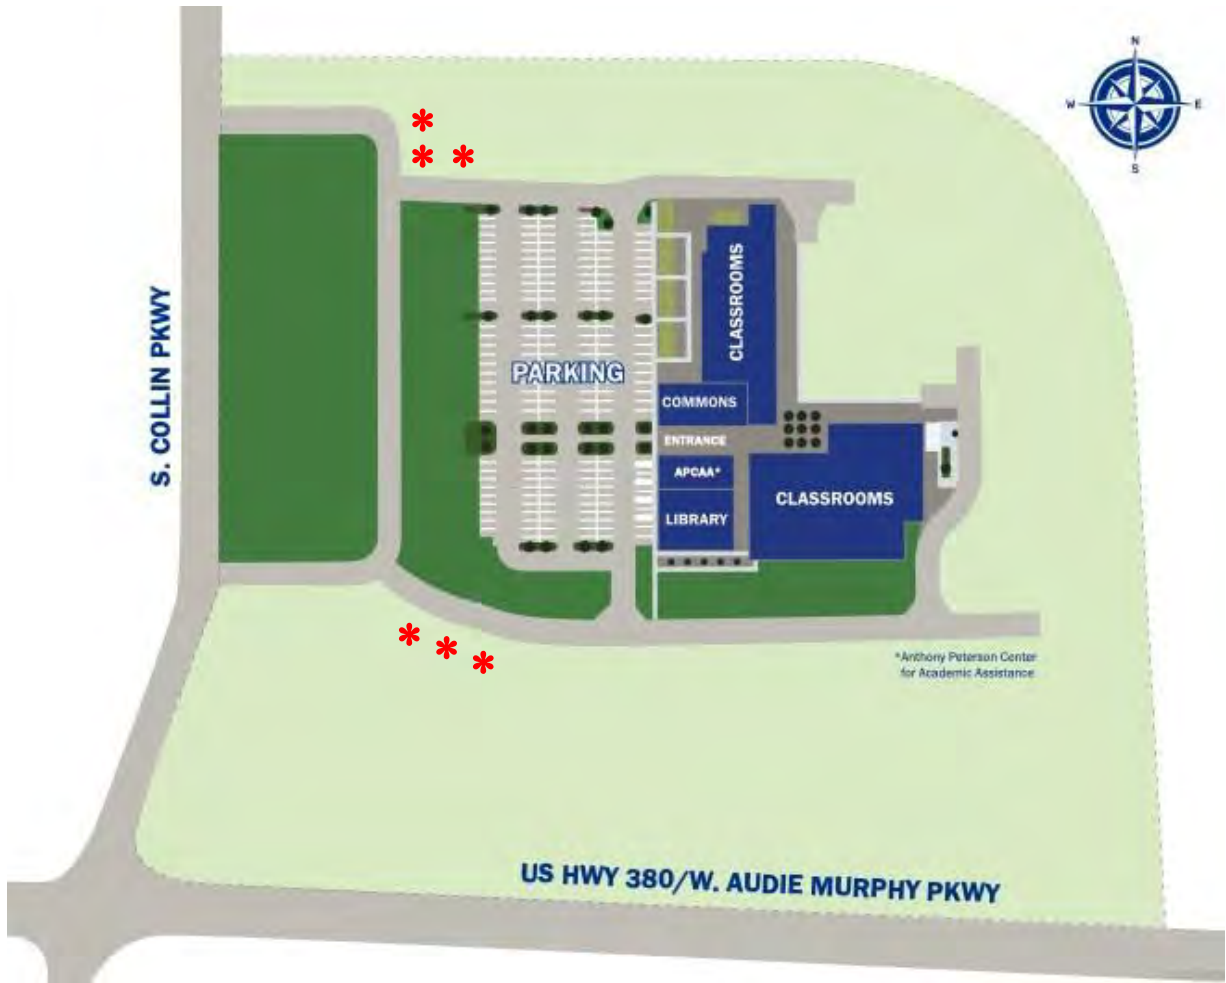 N
W
E
S
S. COLLIN PKWY
CLASSROOMS
PARKING
COMMONS
ENTRANCE
APCAA*
LIBRARY
CLASSROOMS
*Anthony Peterson Center
for Academic Assistance
US HWY 380/W. AUDIE MURPHY PKWY